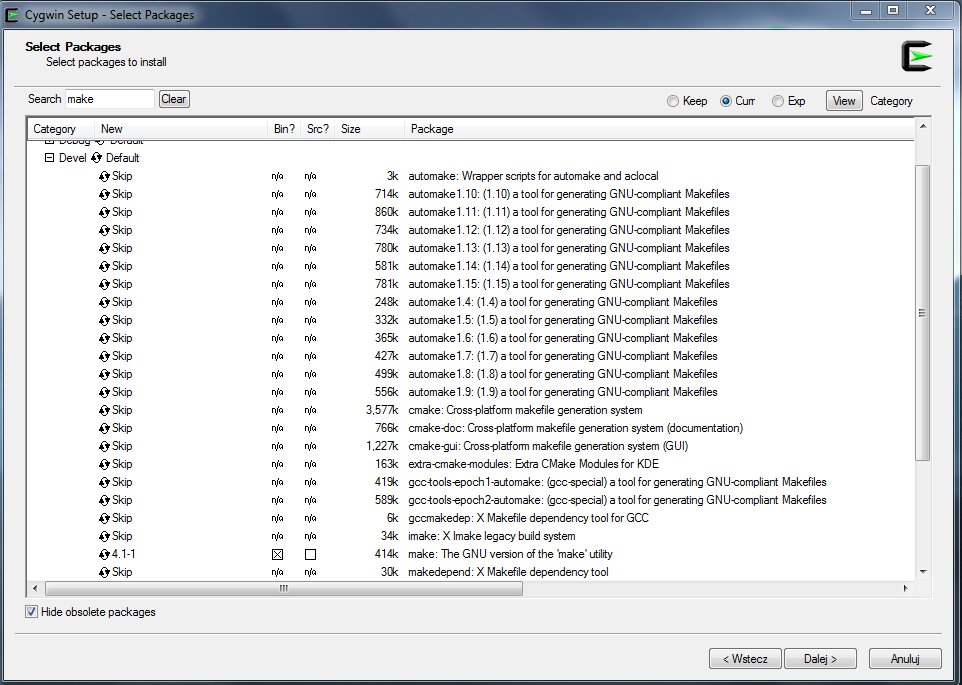 Cygwin Setup - Select Packages
Select Packages
Select packages to install
Search make Clear Keep Curr Exp View Category
Category New Bin? Src? Size Package
Debug Default
Devel Default
Skip n/a n/a 3k automake: Wrapper scripts for automake and aclocal
Skip n/a n/a 714k automake1.10: (1.10) a tool for generating GNU-compliant Makefiles
Skip n/a n/a 860k automake1.11: (1.11) a tool for generating GNU-compliant Makefiles
Skip n/a n/a 734k automake1.12: (1.12) a tool for generating GNU-compliant Makefiles
Skip n/a n/a 780k automake1.13: (1.13) a tool for generating GNU-compliant Makefiles
Skip n/a n/a 581k automake1.14: (1.14) a tool for generating GNU-compliant Makefiles
Skip n/a n/a 781k automake1.15: (1.15) a tool for generating GNU-compliant Makefiles
Skip n/a n/a 248k automake1.4: (1.4) a tool for generating GNU-compliant Makefiles
Skip n/a n/a 332k automake1.5: (1.5) a tool for generating GNU-compliant Makefiles
Skip n/a n/a 365k automake1.6: (1.6) a tool for generating GNU-compliant Makefiles
Skip n/a n/a 427k automake1.7: (1.7) a tool for generating GNU-compliant Makefiles
Skip n/a n/a 499k automake1.8: (1.8) a tool for generating GNU-compliant Makefiles
Skip n/a n/a 556k automake1.9: (1.9) a tool for generating GNU-compliant Makefiles
Skip n/a n/a 3,577k cmake: Cross-platform makefile generation system
Skip n/a n/a 766k cmake-doc: Cross-platform makefile generation system (documentation)
Skip n/a n/a 1,227k cmake-gui: Cross-platform makefile generation system (GUI)
Skip n/a n/a 163k extra-cmake-modules: Extra CMake Modules for KDE
Skip n/a n/a 419k gcc-tools-epoch1-automake: (gcc-special) a tool for generating GNU-compliant Makefiles
Skip n/a n/a 589k gcc-tools-epoch2-automake: (gcc-special) a tool for generating GNU-compliant Makefiles
Skip n/a n/a 6k gccmakedep: X Makefile dependency tool for GCC
Skip n/a n/a 34k imake: X Imake legacy build system
4.1-1 414k make: The GNU version of the 'make' utility
Skip n/a n/a 30k makedepend: X Makefile dependency tool
Hide obsolete packages
< Wstecz Dalej > Anuluj